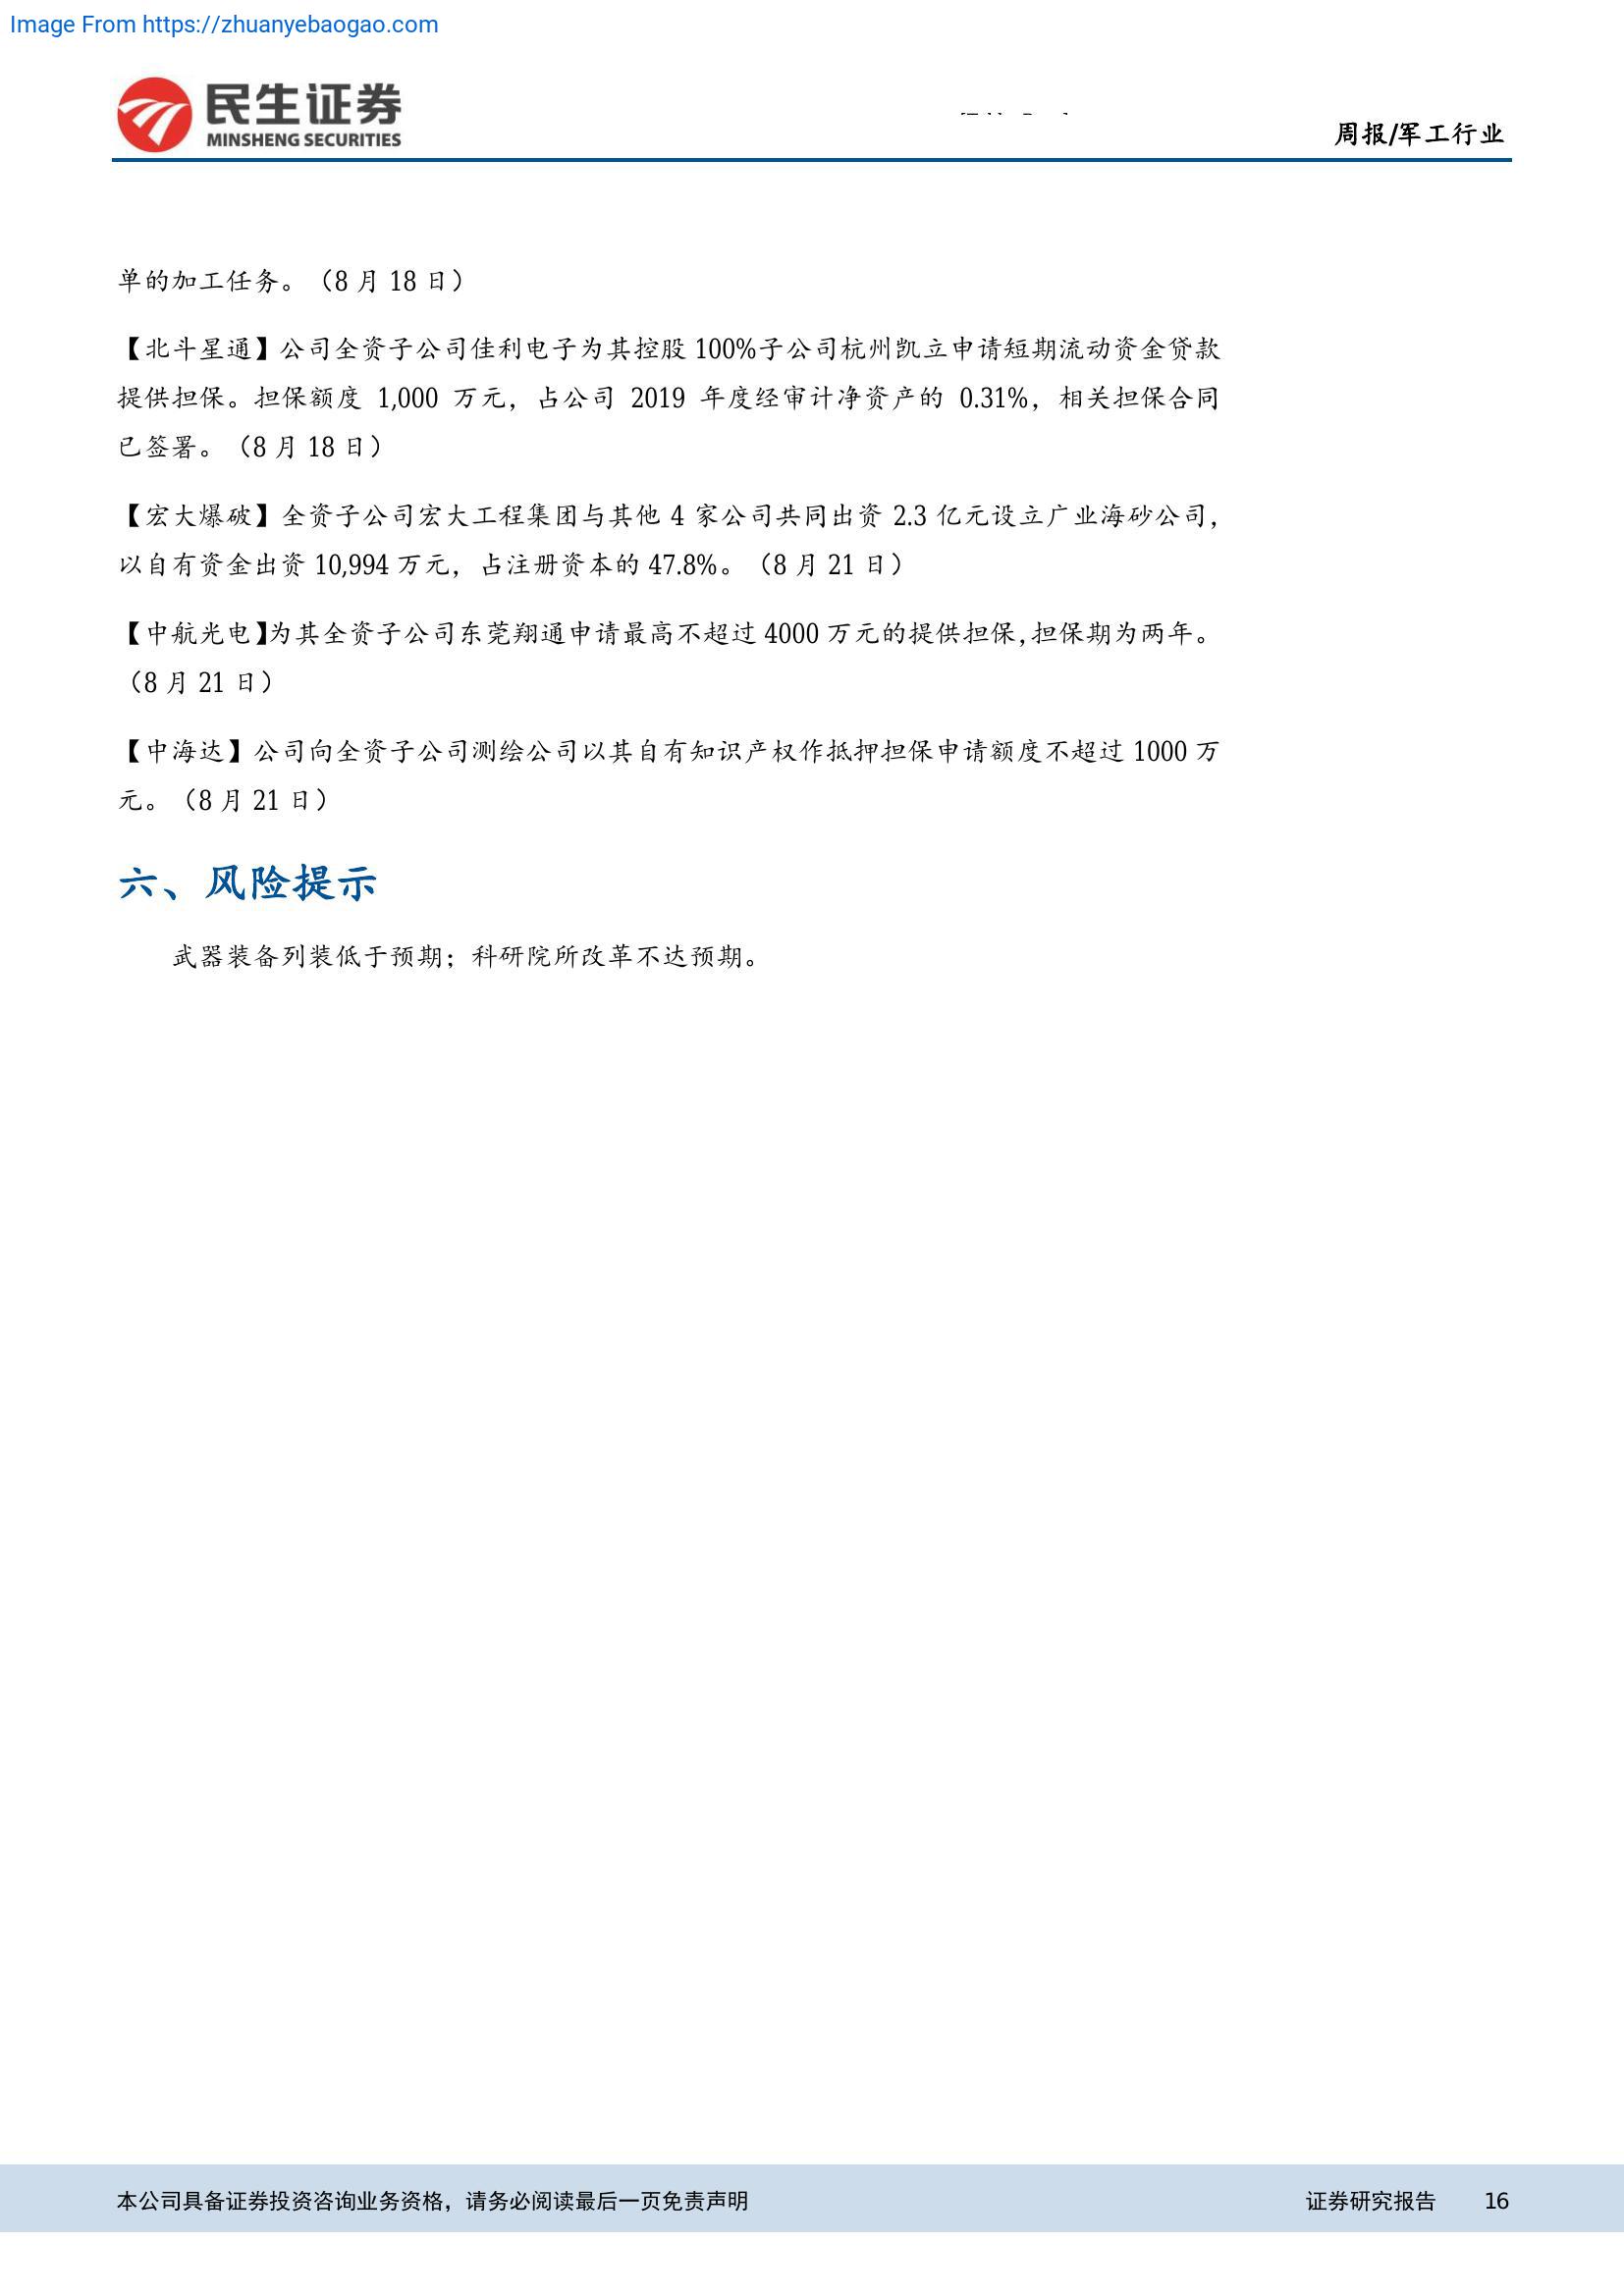 Image From https://zhuanyebaogao.com
民生证券
MINSHENG SECURITIES
周报/军工行业
单的加工任务。（8 月 18 日）
【北斗星通】公司全资子公司佳利电子为其控股 100%子公司杭州凯立申请短期流动资金贷款
提供担保。担保额度 1,000 万元，占公司 2019 年度经审计净资产的 0.31%，相关担保合同
已签署。（8 月 18 日）
【宏大爆破】全资子公司宏大工程集团与其他 4 家公司共同出资 2.3 亿元设立广业海砂公司，
以自有资金出资 10,994 万元，占注册资本的 47.8%。（8 月 21 日）
【中航光电】为其全资子公司东莞翔通申请最高不超过 4000 万元的提供担保,担保期为两年。
（8 月 21 日）
【中海达】公司向全资子公司测绘公司以其自有知识产权作抵押担保申请额度不超过 1000 万
元。（8 月 21 日）
六、风险提示
武器装备列装低于预期；科研院所改革不达预期。
本公司具备证券投资咨询业务资格，请务必阅读最后一页免责声明
证券研究报告 16